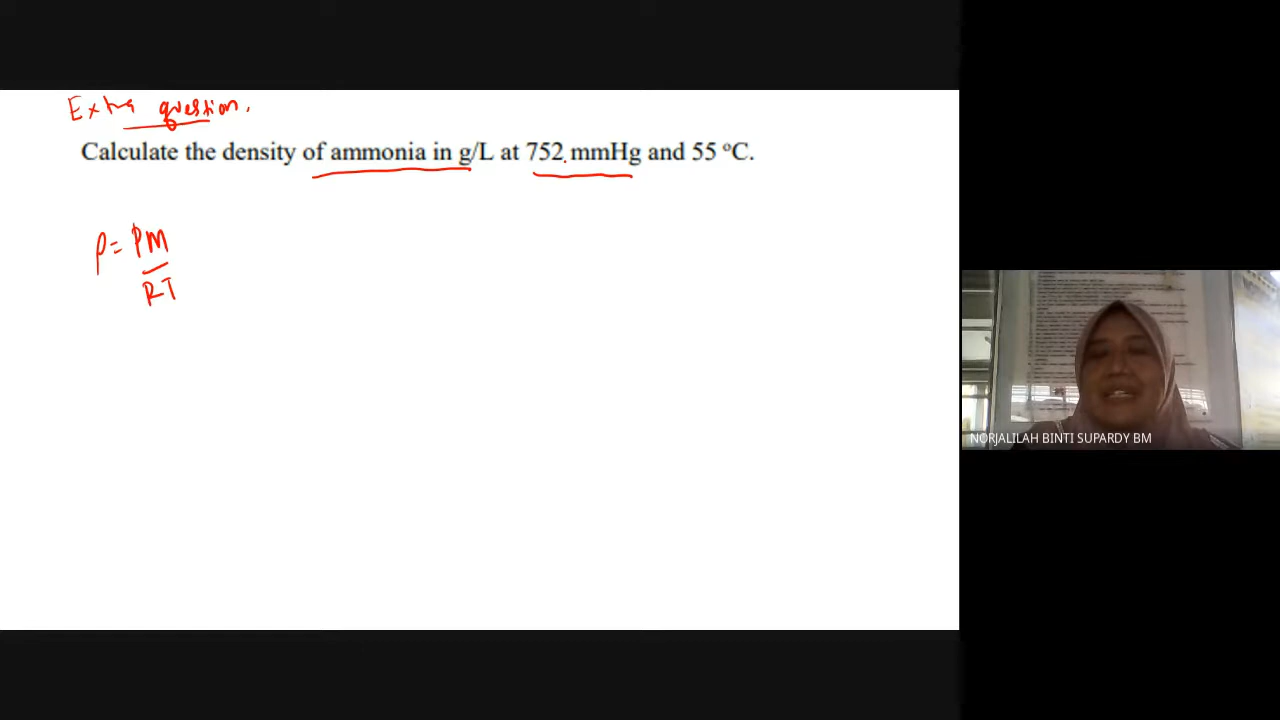 Extra question.
Calculate the density of ammonia in g/L at 752 mmHg and 55 °C.
ρ = PM
RT
NORJALILAH BINTI SUPARDY BM